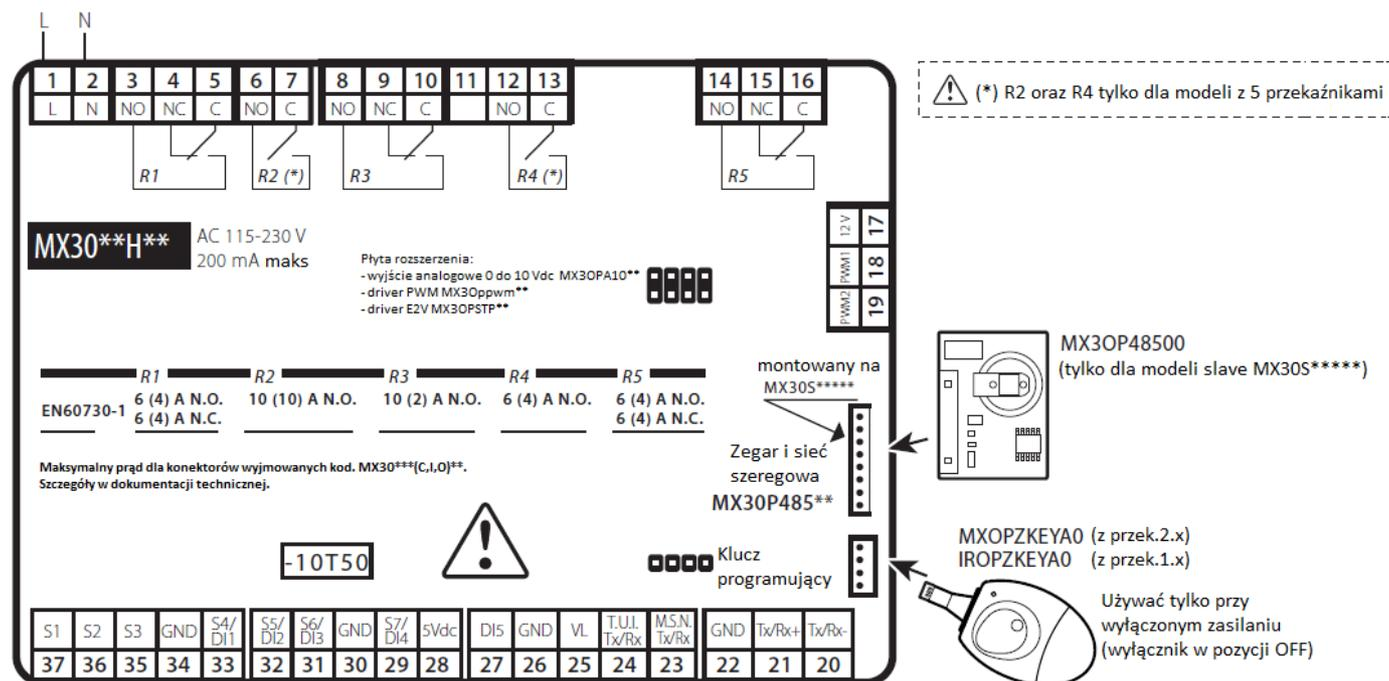 L N
1 2 3 4 5 6 7 8 9 10 11 12 13 14 15 16
L N NO NC C NO C NO NC C NO C NO NC C
(*) R2 oraz R4 tylko dla modeli z 5 przekaźnikami
R1 R2 (*) R3 R4 (*) R5
MX30**H**
AC 115-230 V
200 mA maks
Płyta rozszerzenia:
- wyjście analogowe 0 do 10 Vdc MX3OPA10**
- driver PWM MX3Oppwm**
- driver E2V MX3OPSTP**
12 V 17
PWM1 18
PWM2 19
R1 R2 R3 R4 R5
EN60730-1
6 (4) A N.O. 10 (10) A N.O. 10 (2) A N.O. 6 (4) A N.O. 6 (4) A N.O.
6 (4) A N.C. 6 (4) A N.C.
Maksymalny prąd dla konektorów wyjmowanych kod. MX30***(C,I,O)**.
Szczegóły w dokumentacji technicznej.
montowany na
MX30S*****
Zegar i sieć
szeregowa
MX30P485**
MX3OP48500
(tylko dla modeli slave MX30S*****)
-10T50
Klucz
programujący
MXOPZKEYA0 (z przek.2.x)
IROPZKEYA0 (z przek.1.x)
Używać tylko przy
wyłączonym zasilaniu
(wyłącznik w pozycji OFF)
S1 S2 S3 GND S4/DI1 S5/DI2 S6/DI3 GND S7/DI4 5Vdc DI5 GND VL T.U.I. Tx/Rx M.S.N. Tx/Rx GND Tx/Rx+ Tx/Rx-
37 36 35 34 33 32 31 30 29 28 27 26 25 24 23 22 21 20